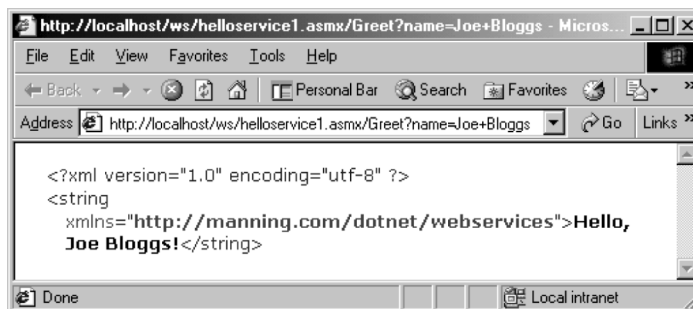 http://localhost/ws/helloservice1.asmx/Greet?name=Joe+Bloggs - Micros...
File Edit View Favorites Tools Help
Back Personal Bar Search Favorites »
Address http://localhost/ws/helloservice1.asmx/Greet?name=Joe+Bloggs Go Links »
<?xml version="1.0" encoding="utf-8" ?>
<string
xmlns="http://manning.com/dotnet/webservices">Hello,
Joe Bloggs!</string>
Done Local intranet